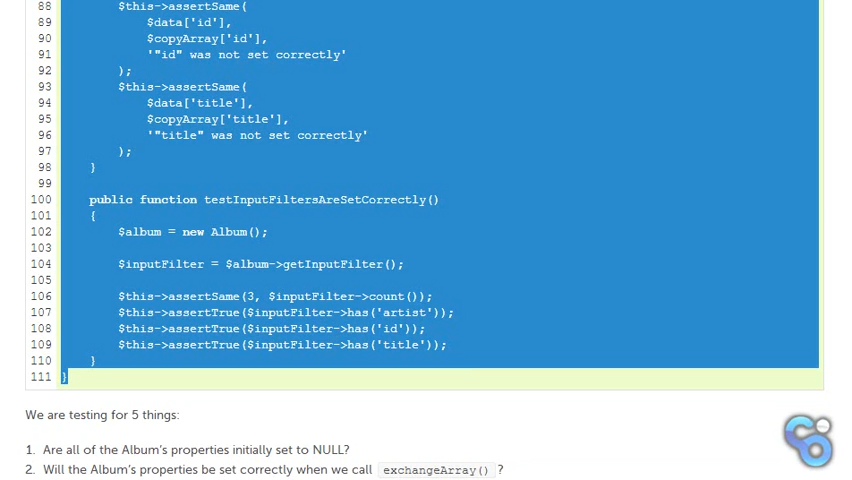 88 $this->assertSame(
89 $data['id'],
90 $copyArray['id'],
91 '"id" was not set correctly'
92 );
93 $this->assertSame(
94 $data['title'],
95 $copyArray['title'],
96 '"title" was not set correctly'
97 );
98 }
99
100 public function testInputFiltersAreSetCorrectly()
101 {
102 $album = new Album();
103
104 $inputFilter = $album->getInputFilter();
105
106 $this->assertSame(3, $inputFilter->count());
107 $this->assertTrue($inputFilter->has('artist'));
108 $this->assertTrue($inputFilter->has('id'));
109 $this->assertTrue($inputFilter->has('title'));
110 }
111 }
We are testing for 5 things:
1. Are all of the Album's properties initially set to NULL?
2. Will the Album's properties be set correctly when we call exchangeArray() ?